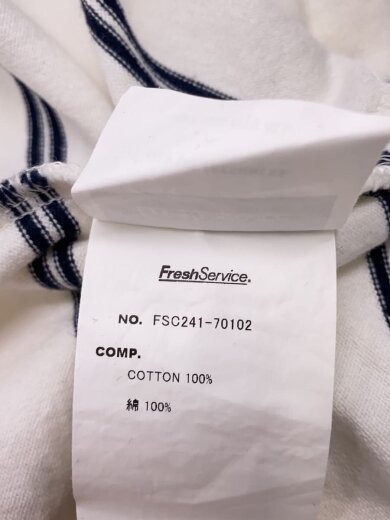 FreshService.
NO. FSC241-70102
COMP.
COTTON 100%
綿 100%